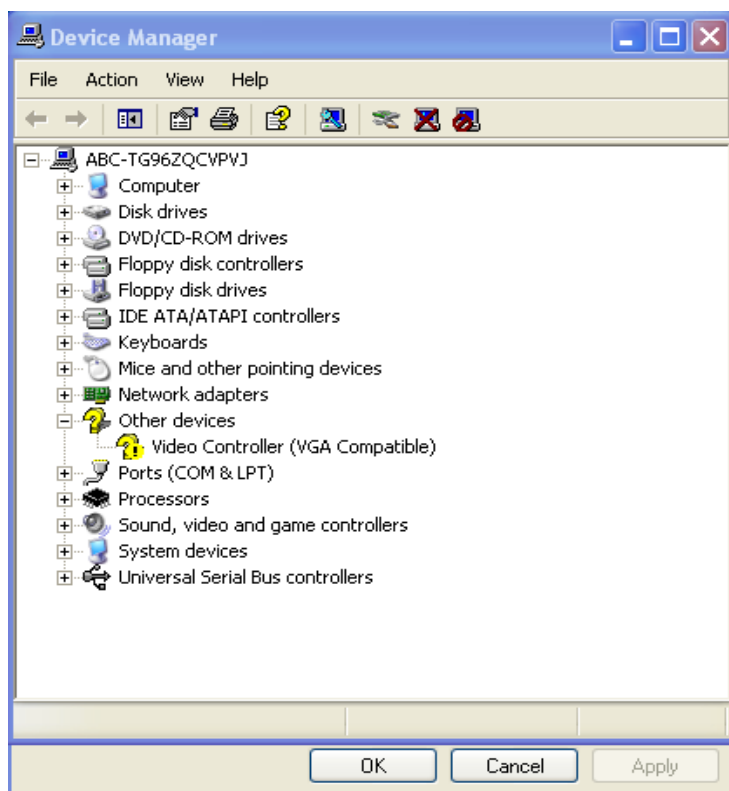 Device Manager
File Action View Help
ABC-TG96ZQCVPVJ
Computer
Disk drives
DVD/CD-ROM drives
Floppy disk controllers
Floppy disk drives
IDE ATA/ATAPI controllers
Keyboards
Mice and other pointing devices
Network adapters
Other devices
Video Controller (VGA Compatible)
Ports (COM & LPT)
Processors
Sound, video and game controllers
System devices
Universal Serial Bus controllers
OK Cancel Apply